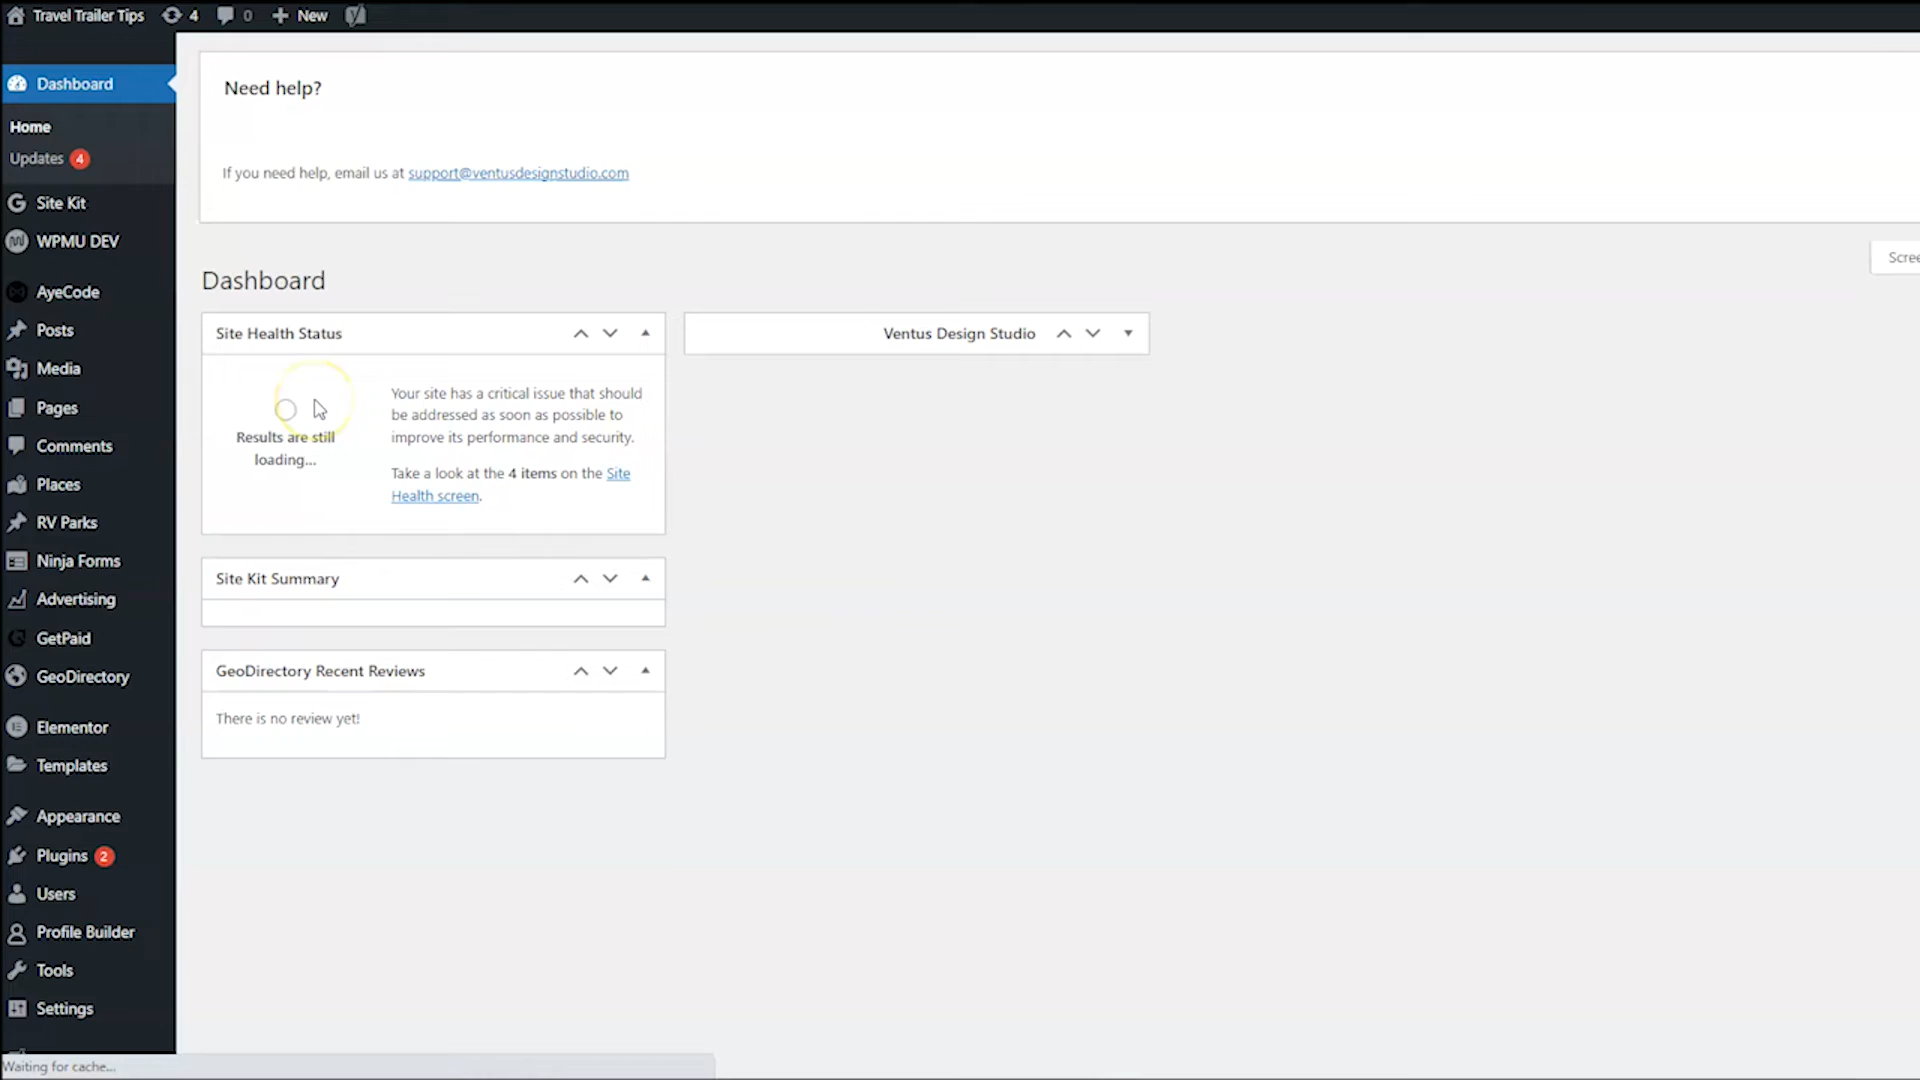 Travel Trailer Tips 4 0 New
Dashboard
Home
Updates 4
Site Kit
WPMU DEV
AyeCode
Posts
Media
Pages
Comments
Places
RV Parks
Ninja Forms
Advertising
GetPaid
GeoDirectory
Elementor
Templates
Appearance
Plugins 2
Users
Profile Builder
Tools
Settings
Need help?
If you need help, email us at support@ventusdesignstudio.com
Scree
Dashboard
Site Health Status
Results are still
loading...
Your site has a critical issue that should
be addressed as soon as possible to
improve its performance and security.
Take a look at the 4 items on the Site
Health screen.
Site Kit Summary
GeoDirectory Recent Reviews
There is no review yet!
Ventus Design Studio
Waiting for cache...